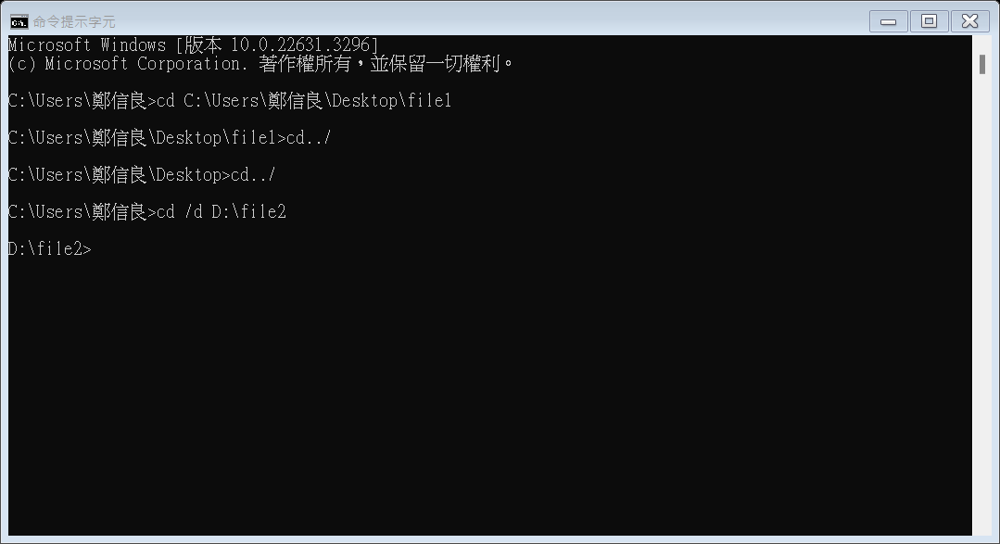 命令提示字元
Microsoft Windows [版本 10.0.22631.3296]
(c) Microsoft Corporation. 著作權所有，並保留一切權利。
C:\Users\鄭信良>cd C:\Users\鄭信良\Desktop\file1
C:\Users\鄭信良\Desktop\file1>cd../
C:\Users\鄭信良\Desktop>cd../
C:\Users\鄭信良>cd /d D:\file2
D:\file2>